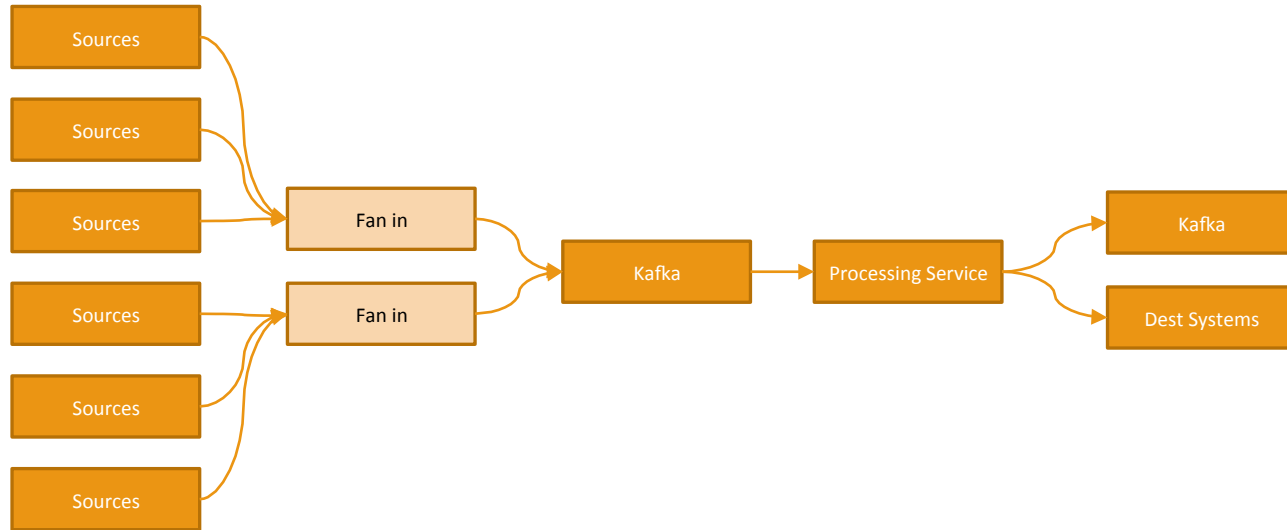 Sources
Sources
Sources
Sources
Sources
Sources
Fan in
Fan in
Kafka
Processing Service
Kafka
Dest Systems